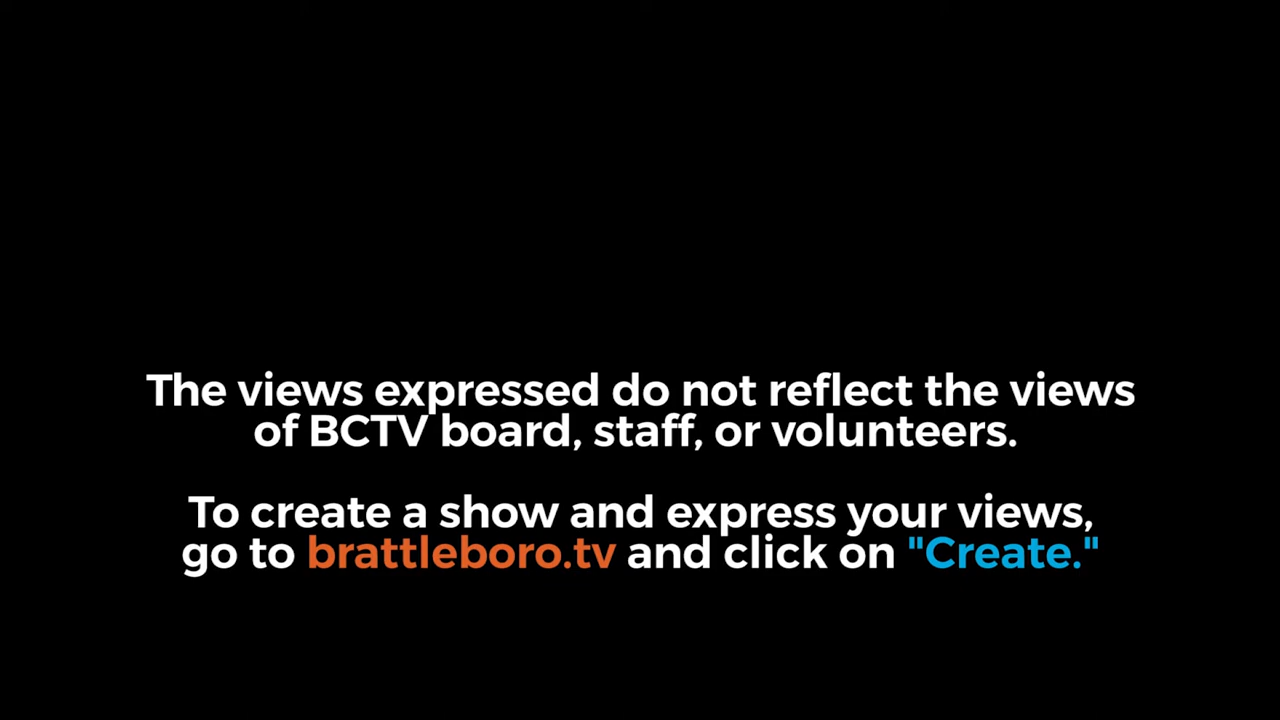 The views expressed do not reflect the views
of BCTV board, staff, or volunteers.
To create a show and express your views,
go to brattleboro.tv and click on "Create."